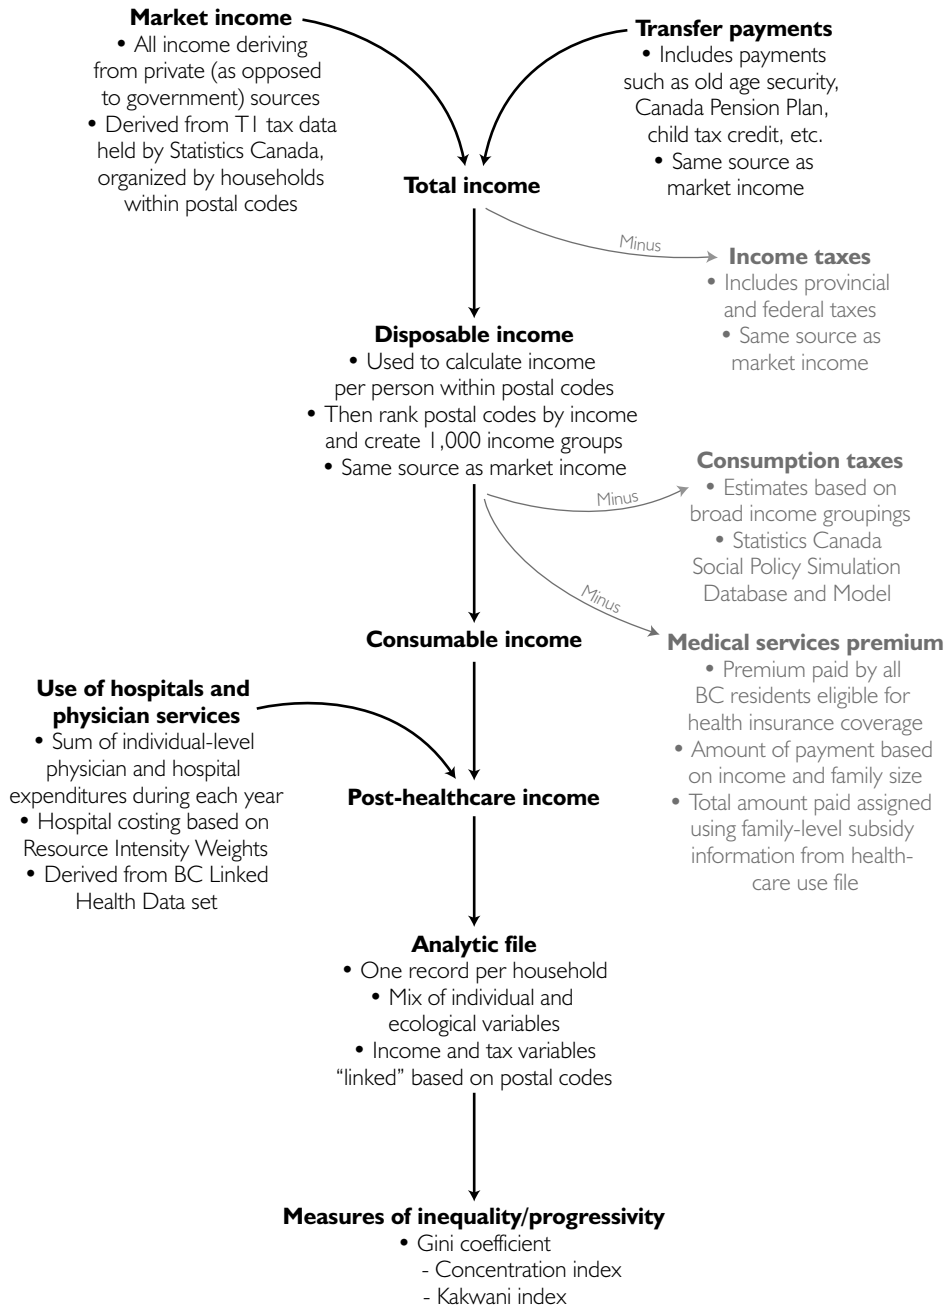 Market income
• All income deriving
from private (as opposed
to government) sources
• Derived from T1 tax data
held by Statistics Canada,
organized by households
within postal codes
Transfer payments
• Includes payments
such as old age security,
Canada Pension Plan,
child tax credit, etc.
• Same source as
market income
Total income
Minus
Income taxes
• Includes provincial
and federal taxes
• Same source as
market income
Disposable income
• Used to calculate income
per person within postal codes
• Then rank postal codes by income
and create 1,000 income groups
• Same source as market income
Minus
Consumption taxes
• Estimates based on
broad income groupings
• Statistics Canada
Social Policy Simulation
Database and Model
Minus
Medical services premium
• Premium paid by all
BC residents eligible for
health insurance coverage
• Amount of payment based
on income and family size
• Total amount paid assigned
using family-level subsidy
information from health-
care use file
Consumable income
Use of hospitals and
physician services
• Sum of individual-level
physician and hospital
expenditures during each year
• Hospital costing based on
Resource Intensity Weights
• Derived from BC Linked
Health Data set
Post-healthcare income
Analytic file
• One record per household
• Mix of individual and
ecological variables
• Income and tax variables
“linked” based on postal codes
Measures of inequality/progressivity
• Gini coefficient
- Concentration index
- Kakwani index